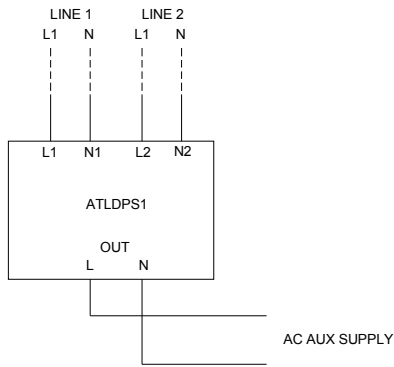 LINE 1 LINE 2
L1 N L1 N
L1 N1 L2 N2
ATLDPS1
OUT
L N
AC AUX SUPPLY